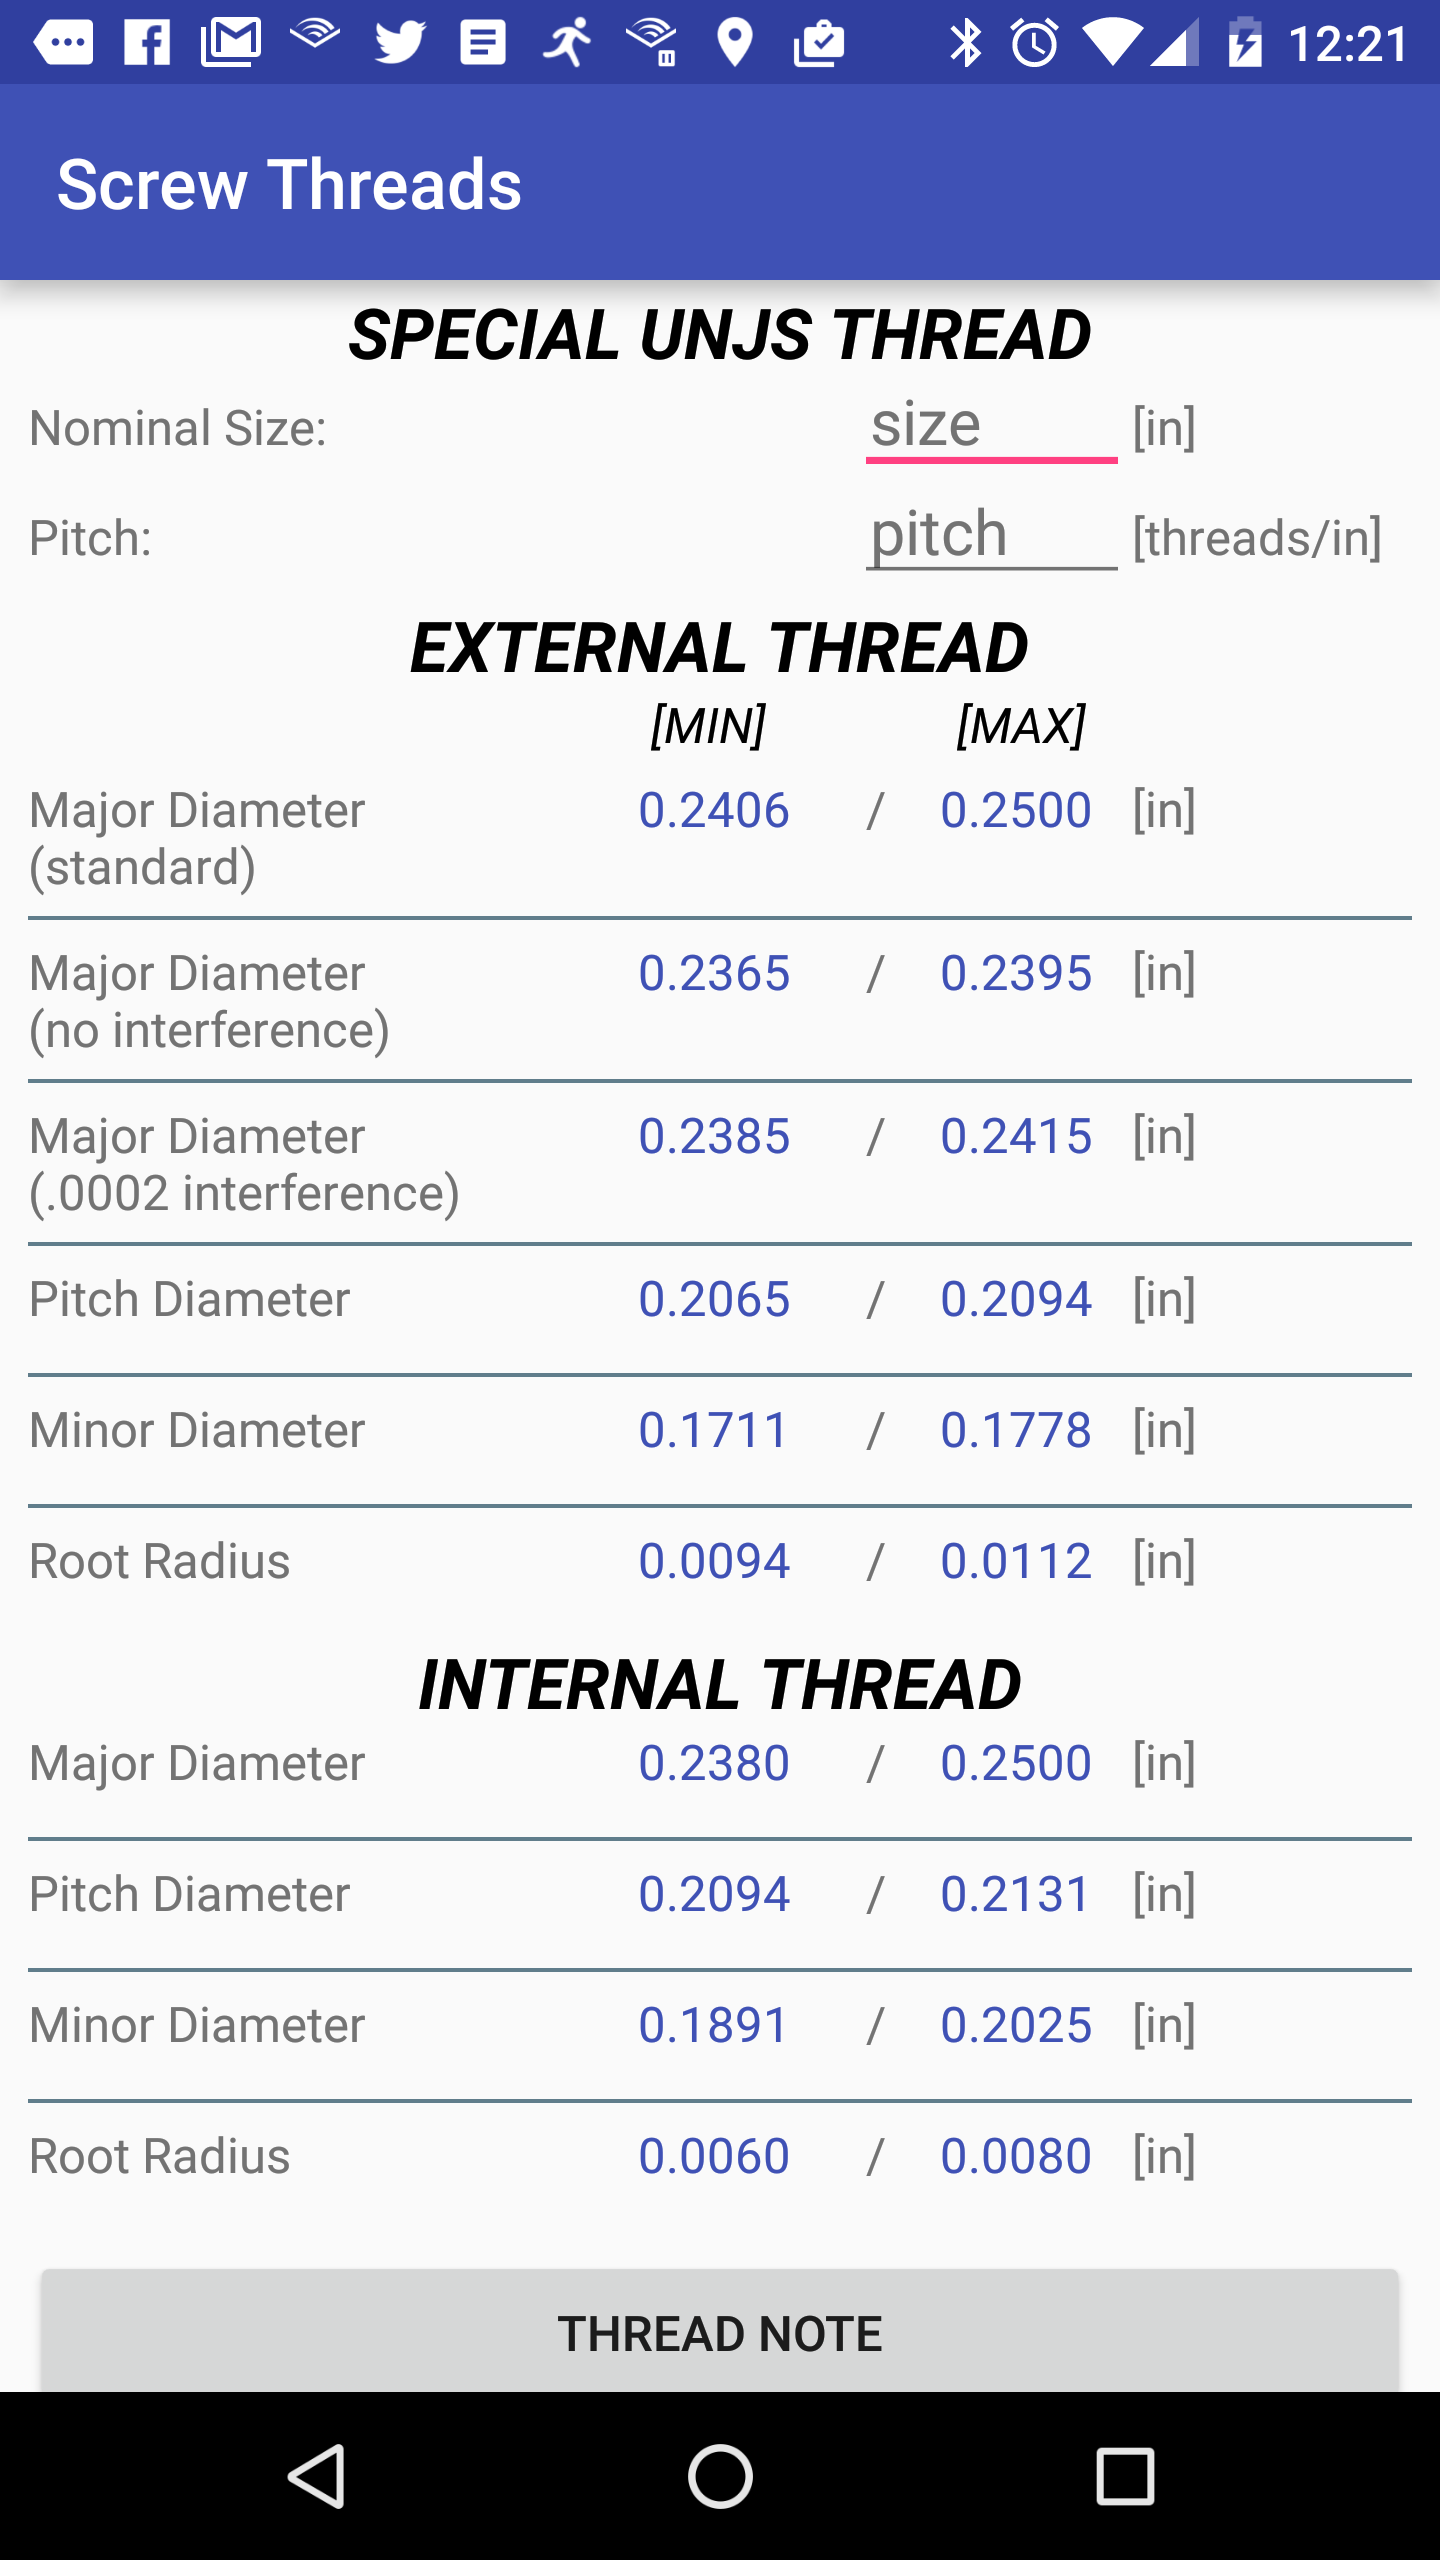 12:21
Screw Threads
SPECIAL UNJS THREAD
Nominal Size: size [in]
Pitch: pitch [threads/in]
EXTERNAL THREAD
[MIN] [MAX]
Major Diameter 0.2406 / 0.2500 [in]
(standard)
Major Diameter 0.2365 / 0.2395 [in]
(no interference)
Major Diameter 0.2385 / 0.2415 [in]
(.0002 interference)
Pitch Diameter 0.2065 / 0.2094 [in]
Minor Diameter 0.1711 / 0.1778 [in]
Root Radius 0.0094 / 0.0112 [in]
INTERNAL THREAD
Major Diameter 0.2380 / 0.2500 [in]
Pitch Diameter 0.2094 / 0.2131 [in]
Minor Diameter 0.1891 / 0.2025 [in]
Root Radius 0.0060 / 0.0080 [in]
THREAD NOTE